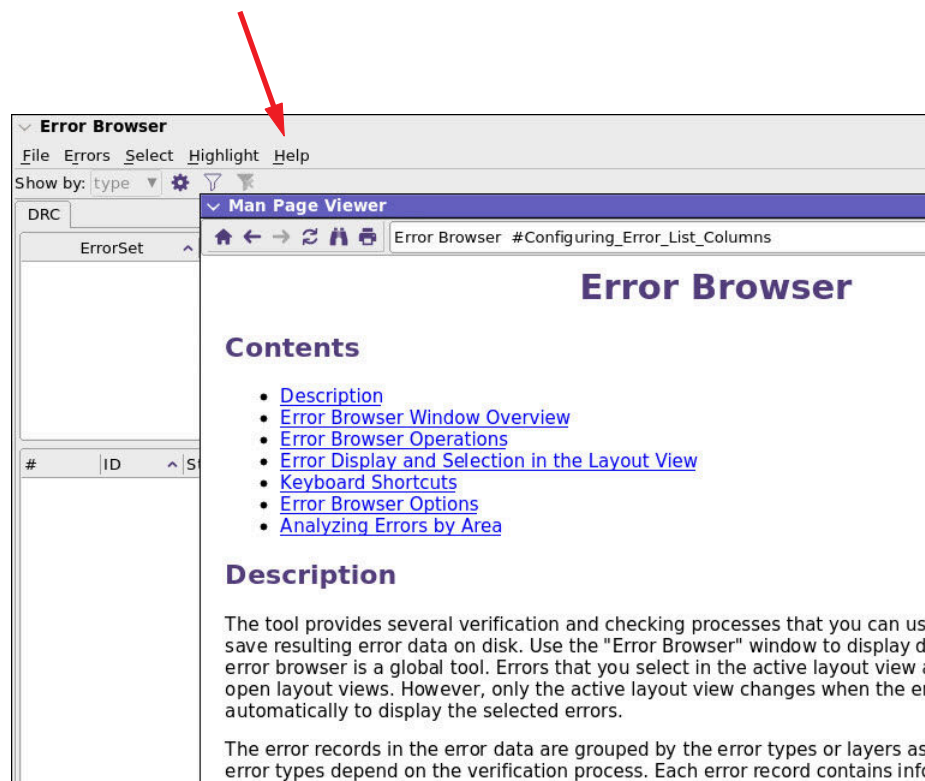 Error Browser
File Errors Select Highlight Help
Show by: type
DRC
ErrorSet
# ID
Man Page Viewer
Error Browser #Configuring_Error_List_Columns
Error Browser
Contents
Description
Error Browser Window Overview
Error Browser Operations
Error Display and Selection in the Layout View
Keyboard Shortcuts
Error Browser Options
Analyzing Errors by Area
Description
The tool provides several verification and checking processes that you can us
save resulting error data on disk. Use the "Error Browser" window to display d
error browser is a global tool. Errors that you select in the active layout view a
open layout views. However, only the active layout view changes when the er
automatically to display the selected errors.
The error records in the error data are grouped by the error types or layers as
error types depend on the verification process. Each error record contains info